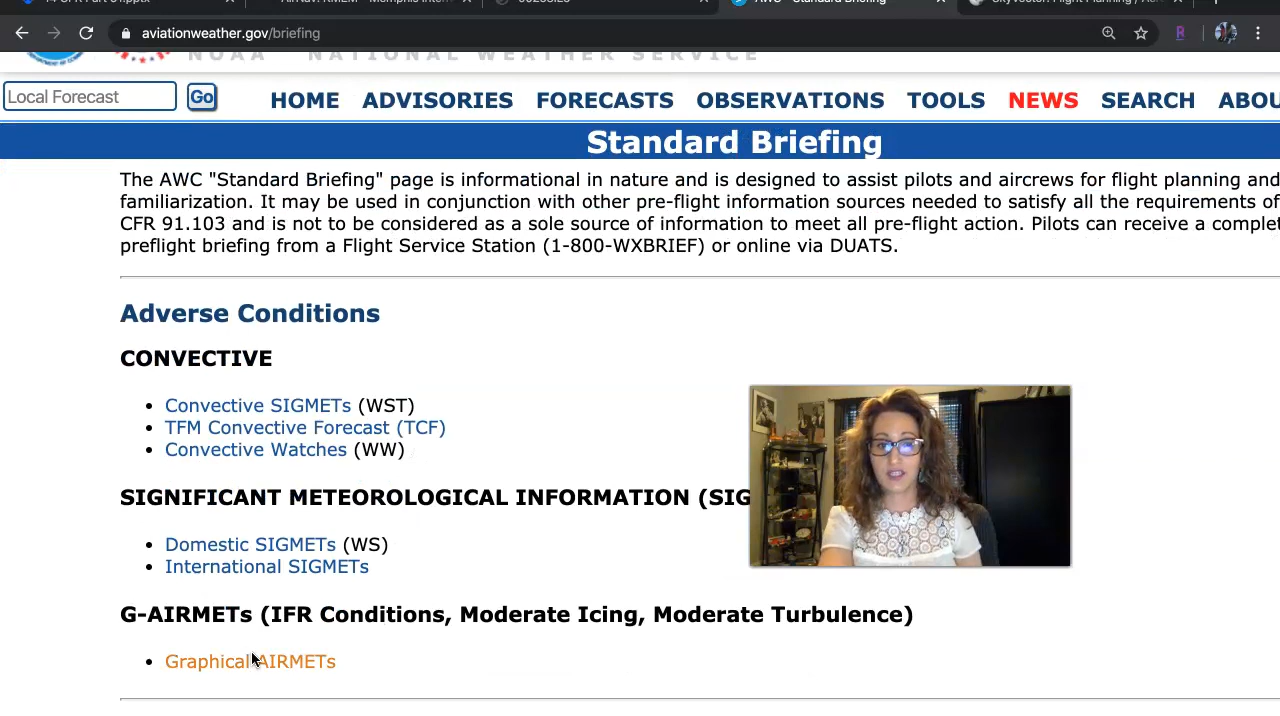 aviationweather.gov/briefing
NOAA NATIONAL WEATHER SERVICE
Local Forecast Go HOME ADVISORIES FORECASTS OBSERVATIONS TOOLS NEWS SEARCH ABOU
Standard Briefing
The AWC "Standard Briefing" page is informational in nature and is designed to assist pilots and aircrews for flight planning and
familiarization. It may be used in conjunction with other pre-flight information sources needed to satisfy all the requirements of
CFR 91.103 and is not to be considered as a sole source of information to meet all pre-flight action. Pilots can receive a complet
preflight briefing from a Flight Service Station (1-800-WXBRIEF) or online via DUATS.
Adverse Conditions
CONVECTIVE
• Convective SIGMETs (WST)
• TFM Convective Forecast (TCF)
• Convective Watches (WW)
SIGNIFICANT METEOROLOGICAL INFORMATION (SIG
• Domestic SIGMETs (WS)
• International SIGMETs
G-AIRMETs (IFR Conditions, Moderate Icing, Moderate Turbulence)
• Graphical AIRMETs